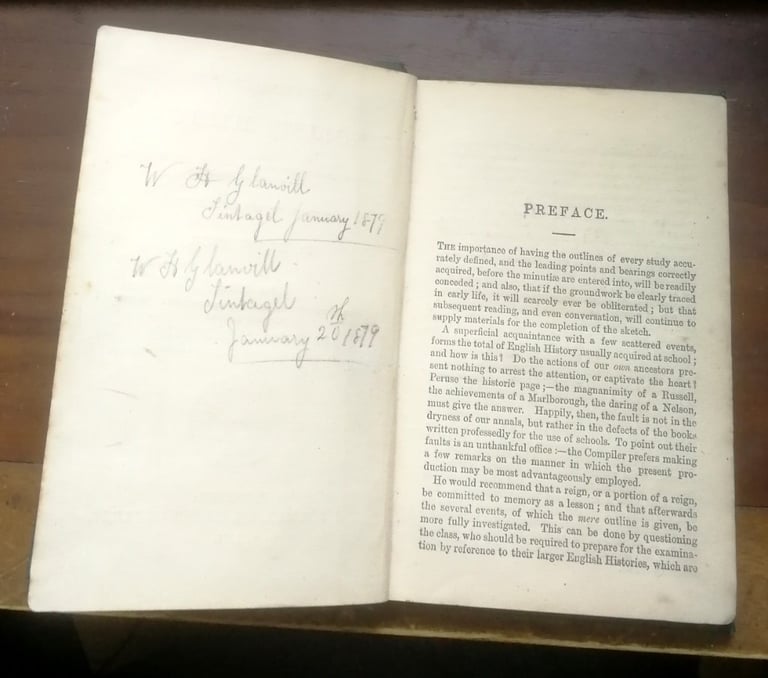 W H Glanvill
Tintagel January 1879
W H Glanvill
Tintagel
January 20th 1879
PREFACE.
THE importance of having the outlines of every study accu-
rately defined, and the leading points and bearings correctly
acquired, before the minutiæ are entered into, will be readily
conceded; and also, that if the groundwork be clearly traced
in early life, it will scarcely ever be obliterated; but that
subsequent reading, and even conversation, will continue to
supply materials for the completion of the sketch.
A superficial acquaintance with a few scattered events,
forms the total of English History usually acquired at school;
and how is this? Do the actions of our own ancestors pre-
sent nothing to arrest the attention, or captivate the heart?
Peruse the historic page;—the magnanimity of a Russell,
the achievements of a Marlborough, the daring of a Nelson,
must give the answer. Happily, then, the fault is not in the
dryness of our annals, but rather in the defects of the books
written professedly for the use of schools. To point out their
faults is an unthankful office:—the Compiler prefers making
a few remarks on the manner in which the present pro-
duction may be most advantageously employed.
He would recommend that a reign, or a portion of a reign,
be committed to memory as a lesson; and that afterwards
the several events, of which the mere outline is given, be
more fully investigated. This can be done by questioning
the class, who should be required to prepare for the examina-
tion by reference to their larger English Histories, which are